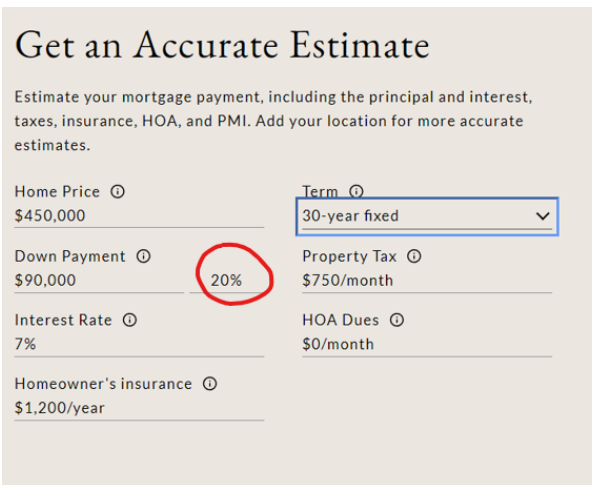 Get an Accurate Estimate
Estimate your mortgage payment, including the principal and interest,
taxes, insurance, HOA, and PMI. Add your location for more accurate
estimates.
Home Price
$450,000
Term
30-year fixed
Down Payment
$90,000 20%
Property Tax
$750/month
Interest Rate
7%
HOA Dues
$0/month
Homeowner's insurance
$1,200/year